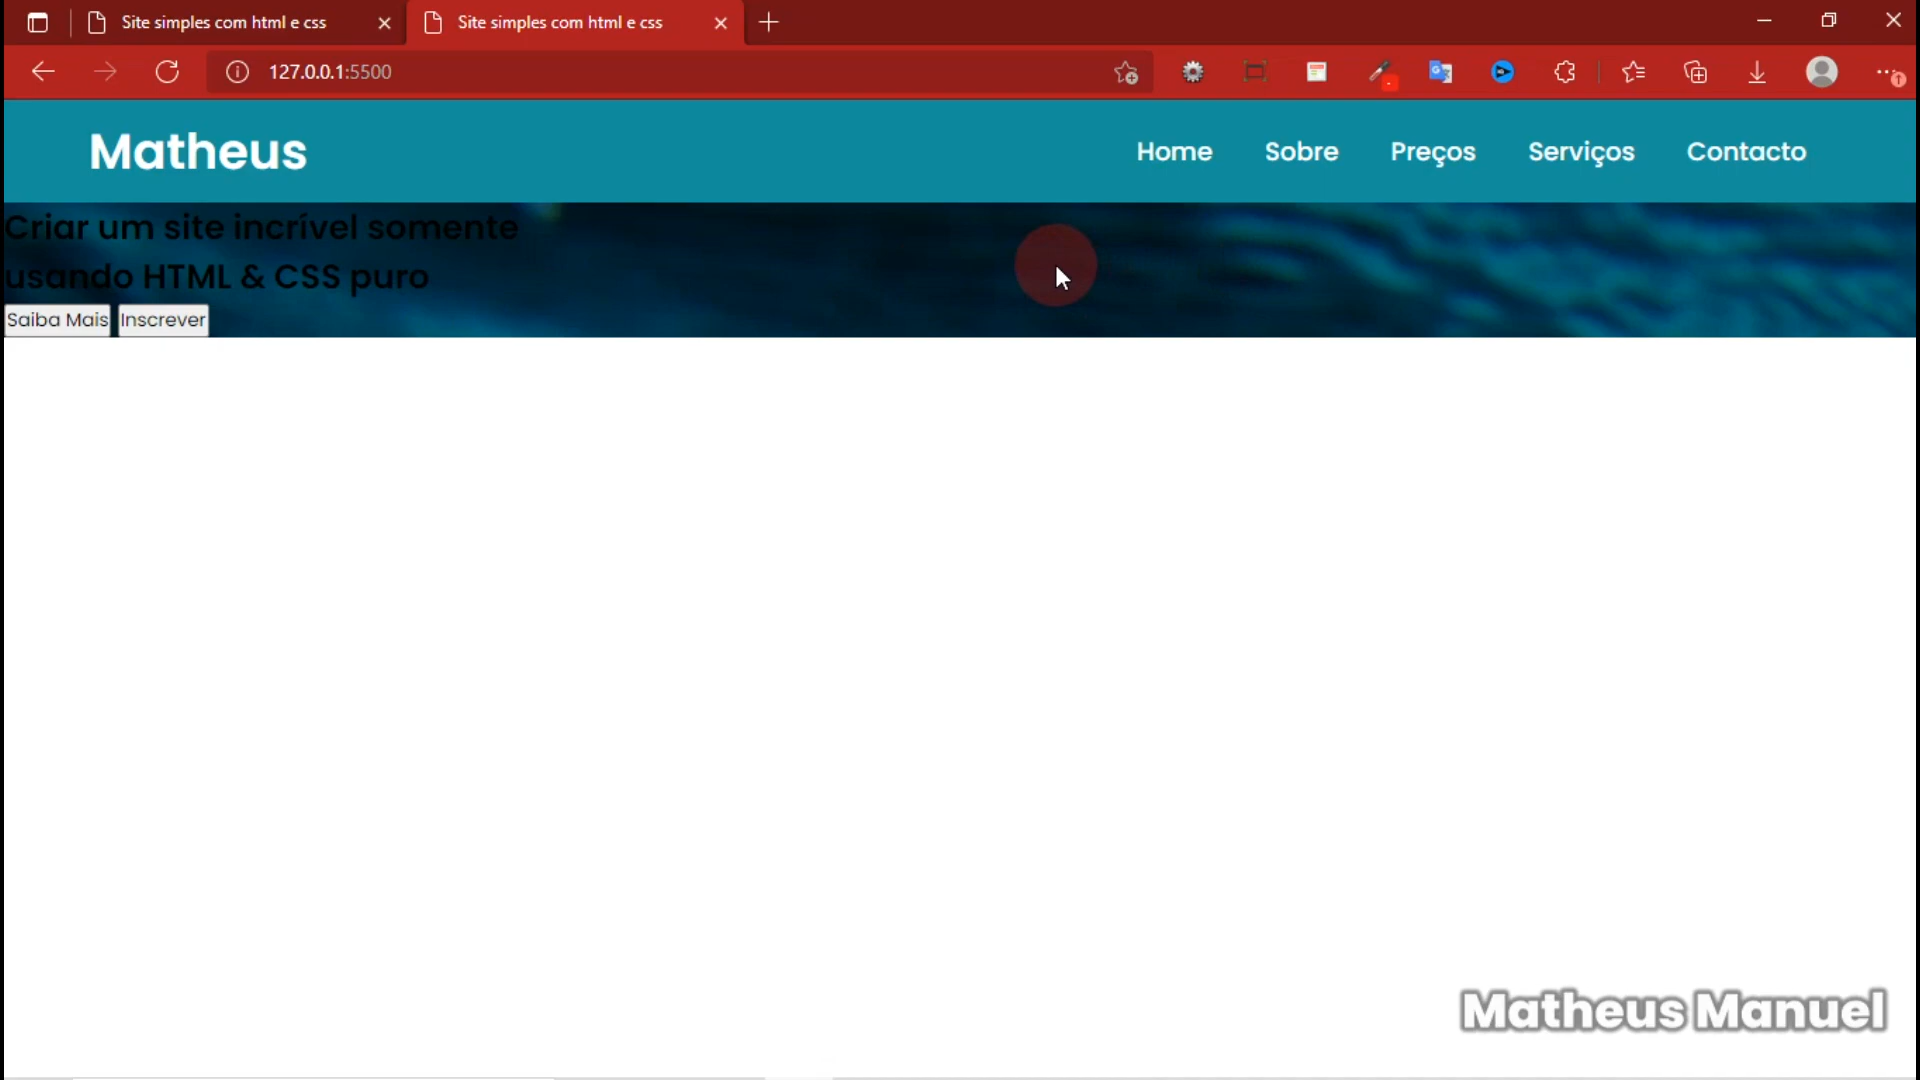 Site simples com html e css
Site simples com html e css
127.0.0.1:5500
Matheus
Home
Sobre
Preços
Serviços
Contacto
Criar um site incrível somente
usando HTML & CSS puro
Saiba Mais
Inscrever
Matheus Manuel